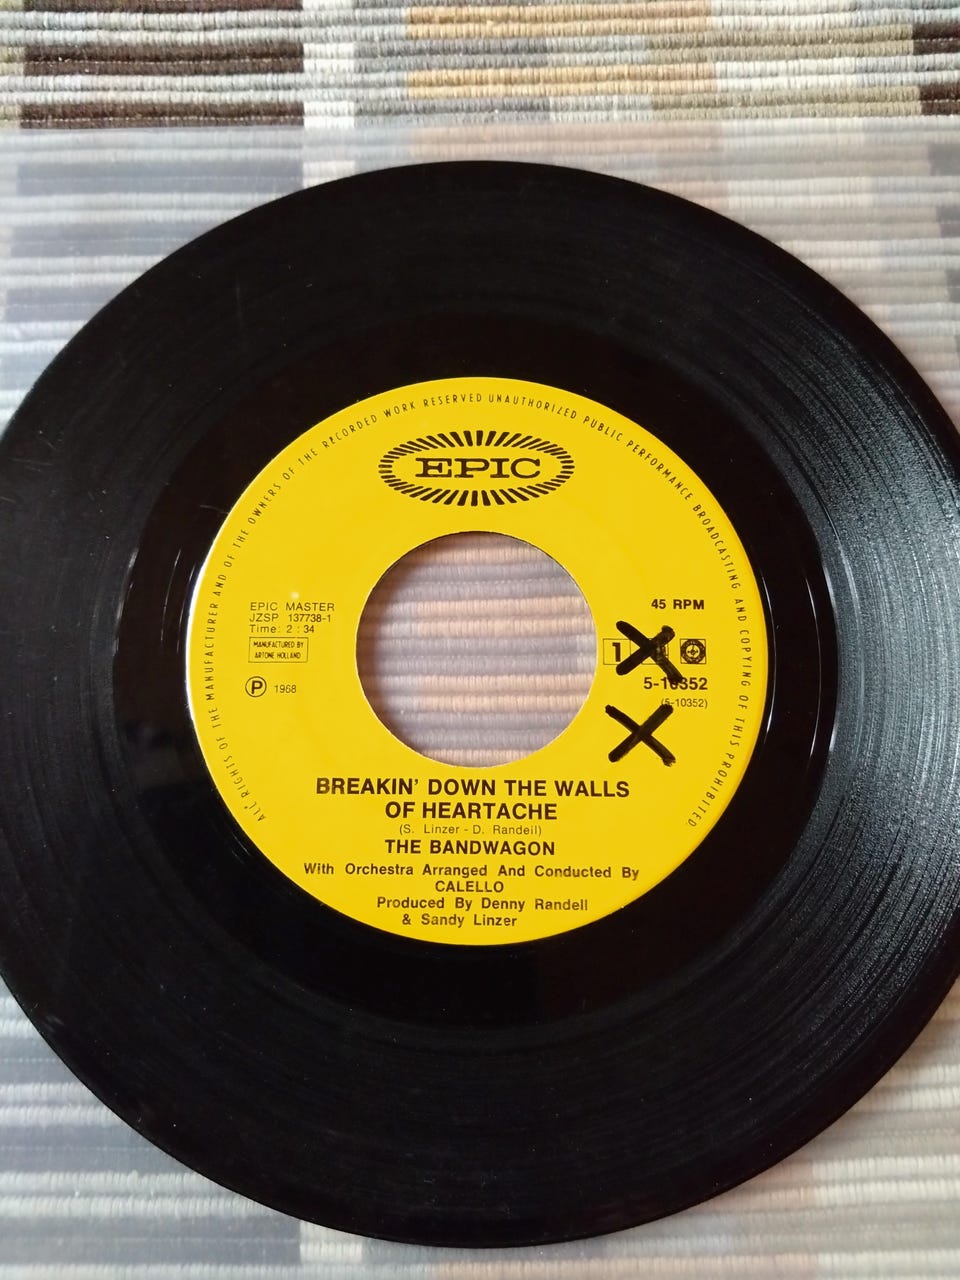 ALL RIGHTS OF THE MANUFACTURER AND OF THE OWNERS OF THE RECORDED WORK RESERVED UNAUTHORIZED PUBLIC PERFORMANCE BROADCASTING AND COPYING OF THIS PROHIBITED
EPIC
EPIC MASTER
JZSP 137738-1
Time: 2:34
MANUFACTURED BY
ARTONE HOLLAND
Ⓟ 1968
45 RPM
1
5-10352
(5-10352)
BREAKIN' DOWN THE WALLS
OF HEARTACHE
(S. Linzer - D. Randell)
THE BANDWAGON
With Orchestra Arranged And Conducted By
CALELLO
Produced By Denny Randell
& Sandy Linzer